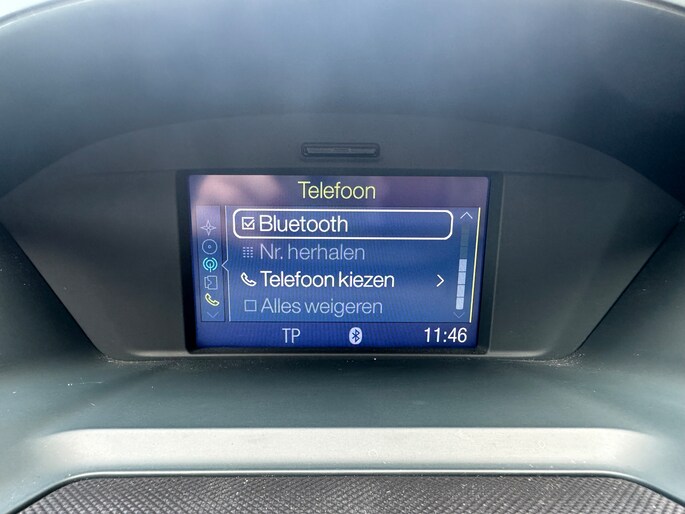 Telefoon
Bluetooth
Nr. herhalen
Telefoon kiezen
Alles weigeren
TP 11:46